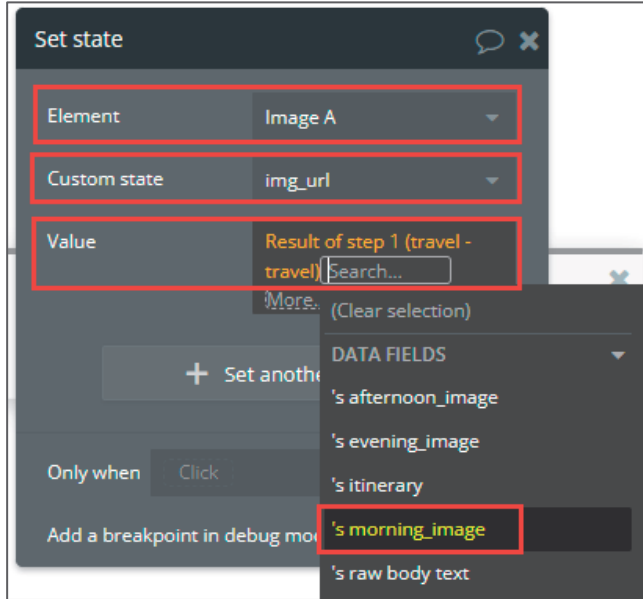 Set state
Element
Image A
Custom state
img_url
Value
Result of step 1 (travel -
travel) Search...
More.
(Clear selection)
DATA FIELDS
's afternoon_image
Set anothe
's evening_image
's itinerary
Only when Click
's morning_image
Add a breakpoint in debug mo
's raw body text